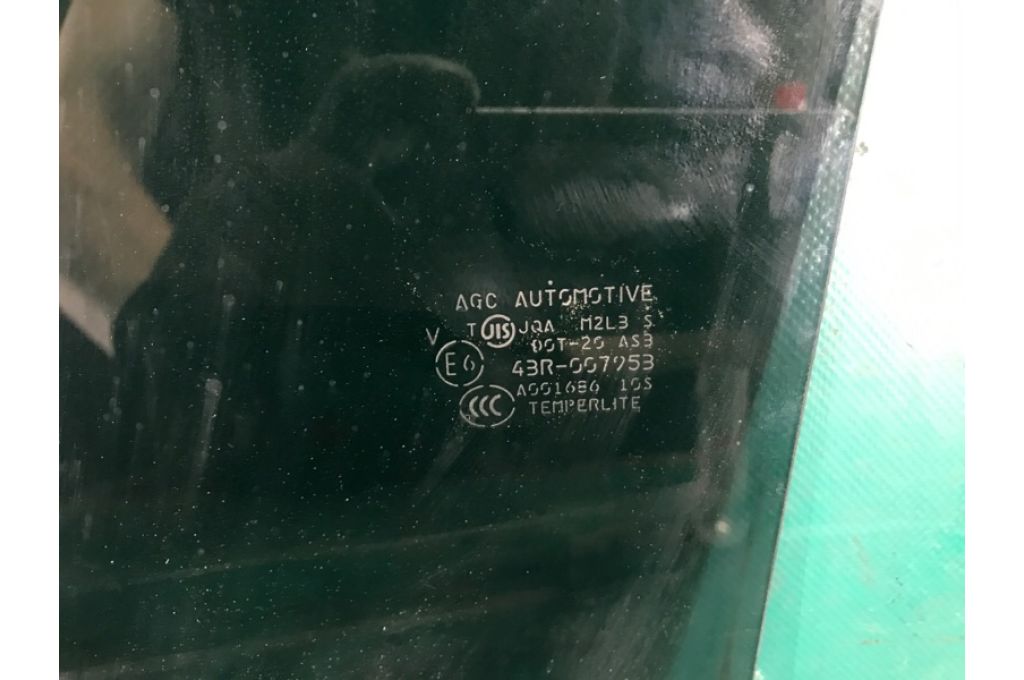 AGC AUTOMOTIVE
T JIS JQA M2L3 S
V DOT-20 AS3
E6 43R-007953
A001686 10S
CCC TEMPERLITE